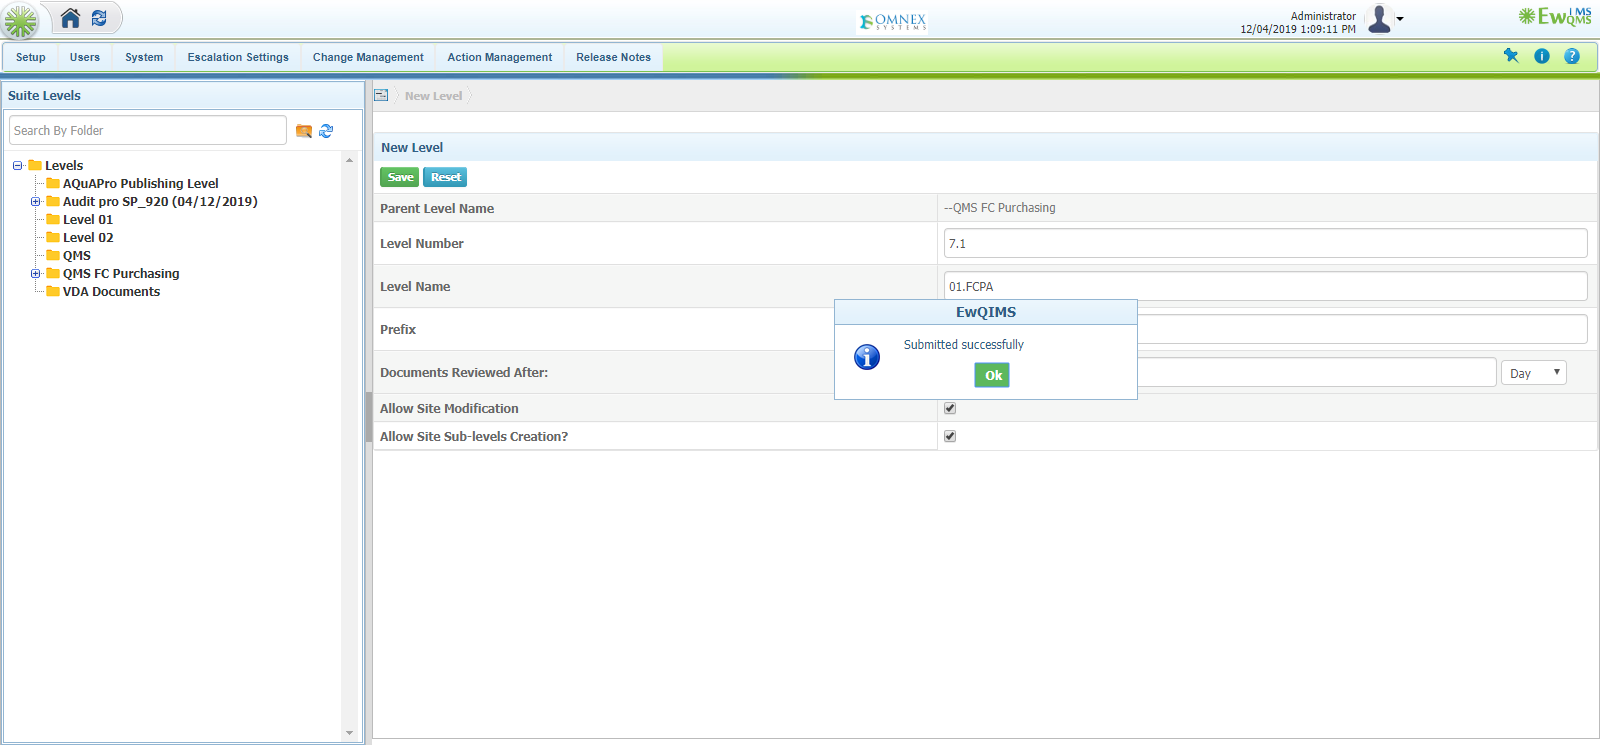 OMNEX
SYSTEMS
Administrator
12/04/2019 1:09:11 PM
EwQIMS
QMS
Setup Users System Escalation Settings Change Management Action Management Release Notes
Suite Levels
Search By Folder
Levels
AQuAPro Publishing Level
Audit pro SP_920 (04/12/2019)
Level 01
Level 02
QMS
QMS FC Purchasing
VDA Documents
New Level
New Level
Save Reset
Parent Level Name --QMS FC Purchasing
Level Number 7.1
Level Name 01.FCPA
Prefix
Documents Reviewed After: Day
Allow Site Modification
Allow Site Sub-levels Creation?
EwQIMS
Submitted successfully
Ok